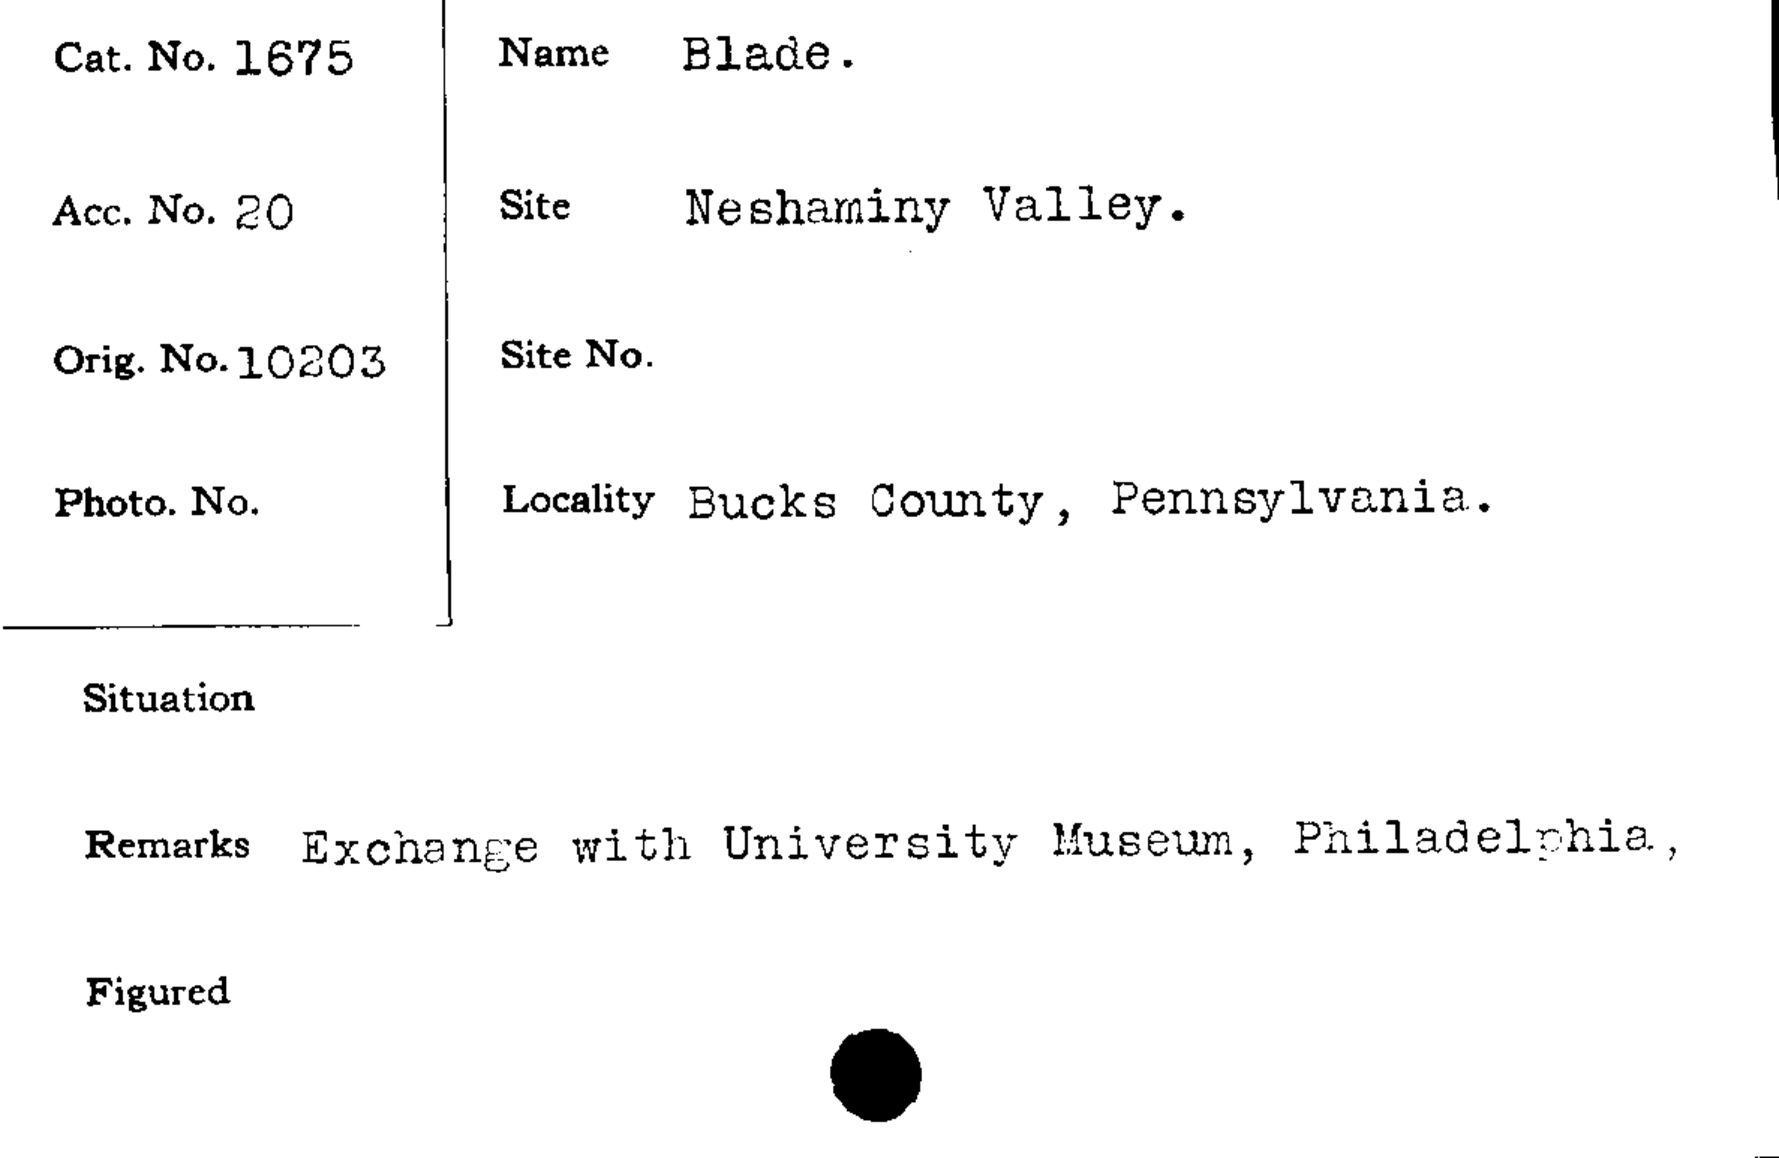 Cat. No. 1675
Acc. No. 20
Orig. No. 10203
Photo. No.
Name Blade.
Site Neshaminy Valley.
Site No.
Locality Bucks County, Pennsylvania.
Situation
Remarks Exchange with University Museum, Philadelphia,
Figured